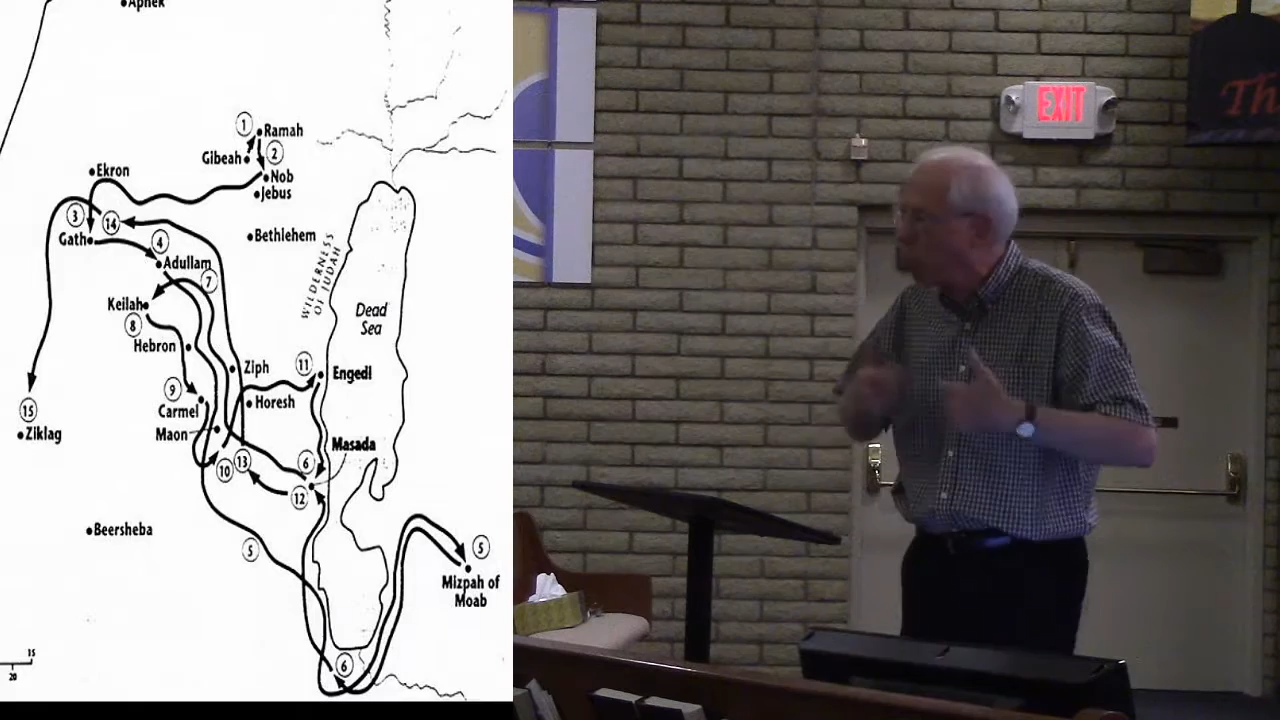 Aphek
1
Ramah
Gibeah
2
Nob
Jebus
Ekron
3
14
Gath
4
Bethlehem
Adullam
7
WILDERNESS
OF JUDAH
Keilah
8
Dead
Sea
Hebron
Ziph
11
Engedi
9
Carmel
Horesh
15
Ziklag
Maon
Masada
10
13
6
12
Beersheba
5
5
Mizpah of
Moab
6
15
20
EXIT
Th